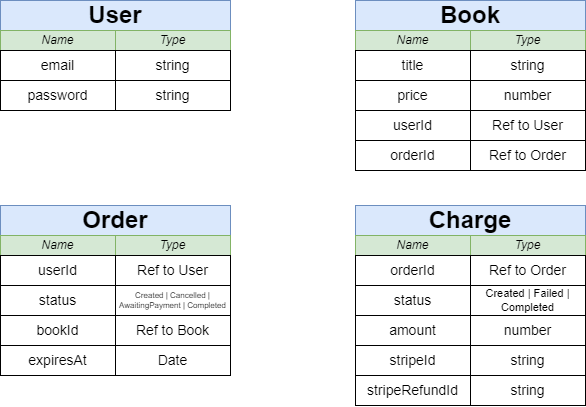 User
Name Type
email string
password string
Book
Name Type
title string
price number
userId Ref to User
orderId Ref to Order
Order
Name Type
userId Ref to User
status Created | Cancelled |
AwaitingPayment | Completed
bookId Ref to Book
expiresAt Date
Charge
Name Type
orderId Ref to Order
status Created | Failed |
Completed
amount number
stripeId string
stripeRefundId string